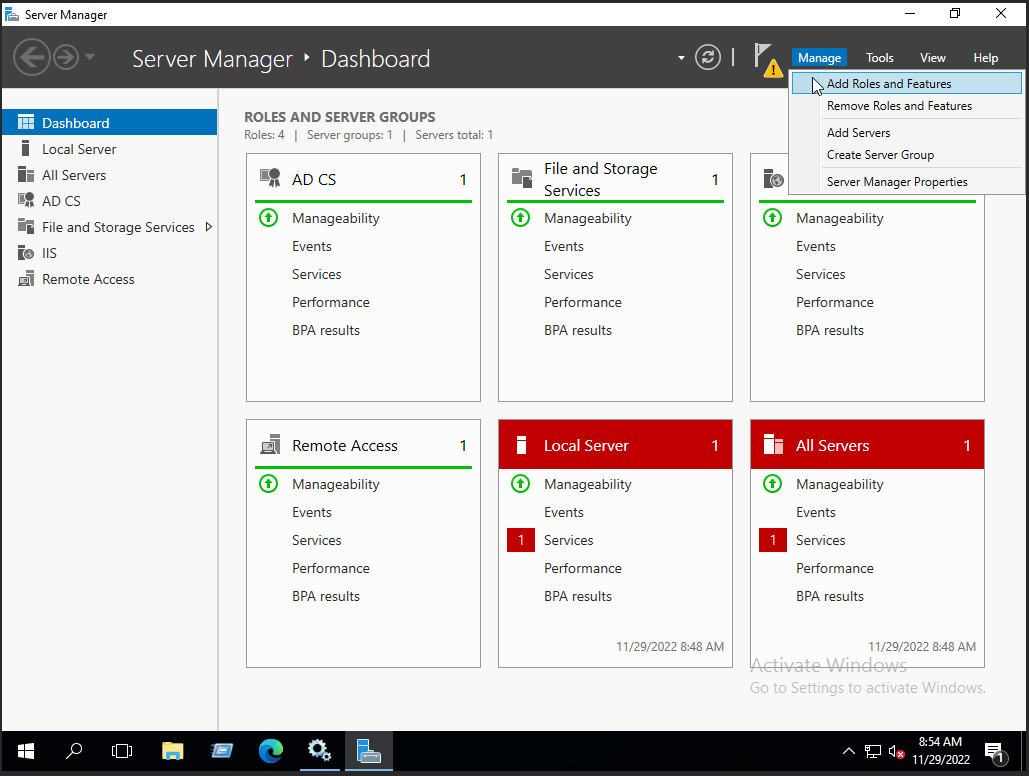 Server Manager
Server Manager ‣ Dashboard
Manage Tools View Help
Add Roles and Features
Remove Roles and Features
Add Servers
Create Server Group
Server Manager Properties
Dashboard
Local Server
All Servers
AD CS
File and Storage Services
IIS
Remote Access
ROLES AND SERVER GROUPS
Roles: 4 | Server groups: 1 | Servers total: 1
AD CS 1
Manageability
Events
Services
Performance
BPA results
File and Storage
Services 1
Manageability
Events
Services
Performance
BPA results
Manageability
Events
Services
Performance
BPA results
Remote Access 1
Manageability
Events
Services
Performance
BPA results
Local Server 1
Manageability
Events
1 Services
Performance
BPA results
11/29/2022 8:48 AM
All Servers 1
Manageability
Events
1 Services
Performance
BPA results
11/29/2022 8:48 AM
Activate Windows
Go to Settings to activate Windows.
8:54 AM
11/29/2022
1